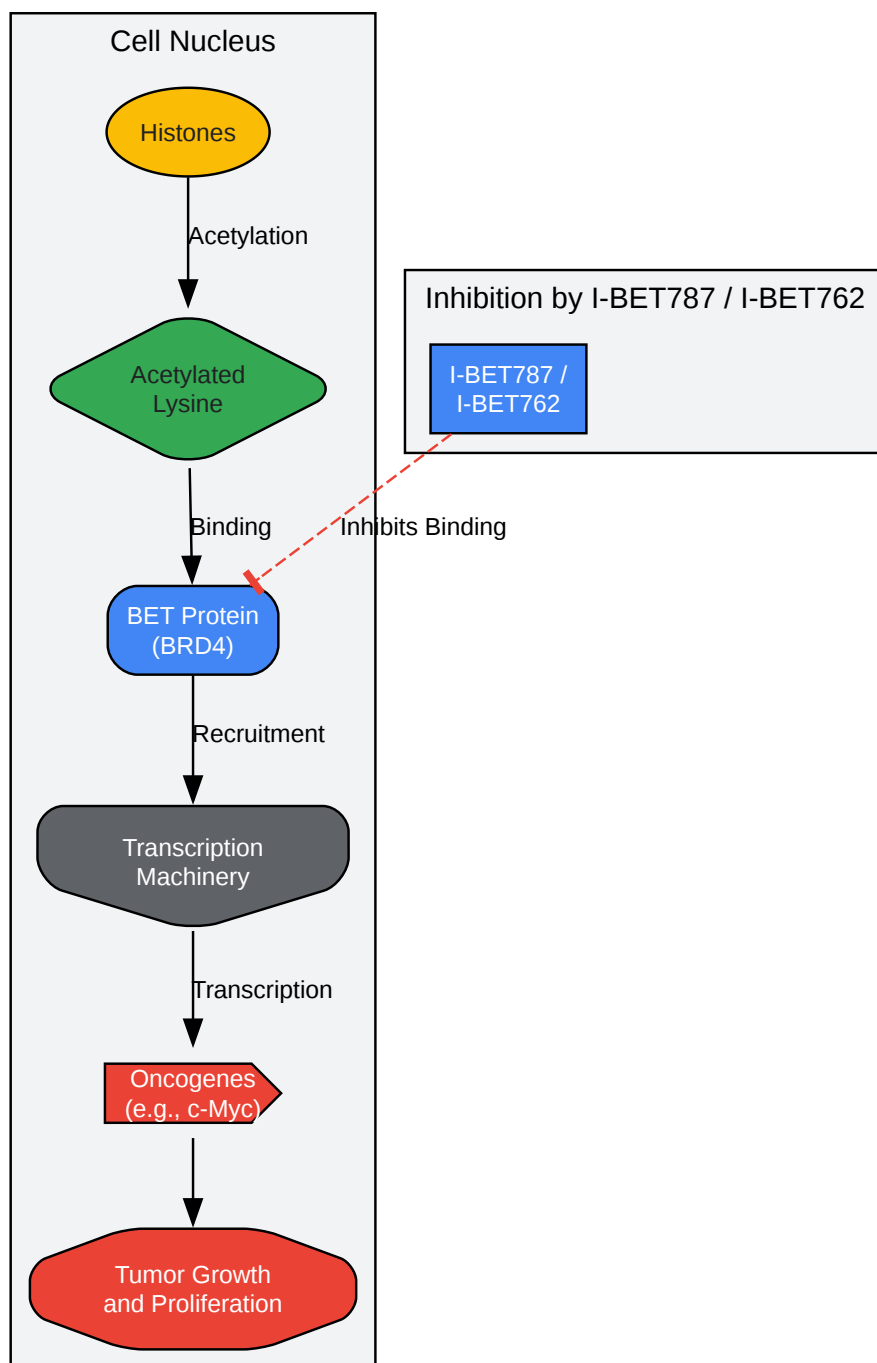 Cell Nucleus
Histones
Acetylation
Inhibition by I-BET787 / I-BET762
I-BET787 /
I-BET762
Acetylated
Lysine
Binding
Inhibits Binding
BET Protein
(BRD4)
Recruitment
Transcription
Machinery
Transcription
Oncogenes
(e.g., c-Myc)
Tumor Growth
and Proliferation